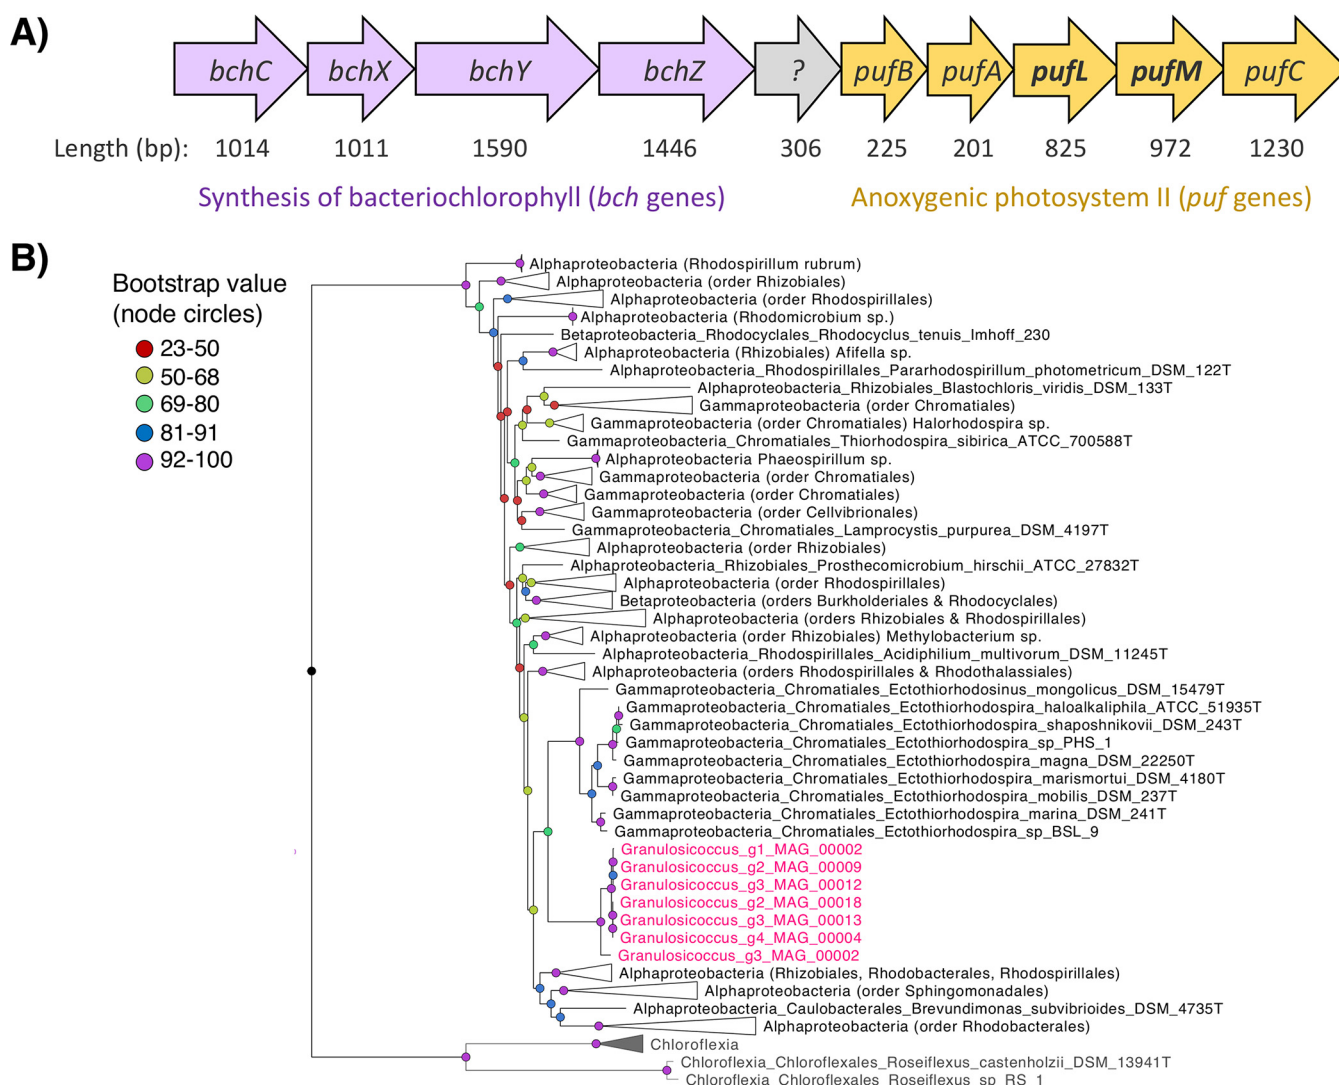 A)
bchC bchX bchY bchZ ? pufB pufA pufL pufM pufC
Length (bp): 1014 1011 1590 1446 306 225 201 825 972 1230
Synthesis of bacteriochlorophyll (bch genes) Anoxygenic photosystem II (puf genes)
B)
Bootstrap value
(node circles)
23-50
50-68
69-80
81-91
92-100
Alphaproteobacteria (Rhodospirillum rubrum)
Alphaproteobacteria (order Rhizobiales)
Alphaproteobacteria (order Rhodospirillales)
Alphaproteobacteria (Rhodomicrobium sp.)
Betaproteobacteria_Rhodocyclales_Rhodocyclus_tenuis_Imhoff_230
Alphaproteobacteria (Rhizobiales) Afifella sp.
Alphaproteobacteria_Rhodospirillales_Pararhodospirillum_photometricum_DSM_122T
Alphaproteobacteria_Rhizobiales_Blastochloris_viridis_DSM_133T
Gammaproteobacteria (order Chromatiales)
Gammaproteobacteria (order Chromatiales) Halorhodospira sp.
Gammaproteobacteria_Chromatiales_Thiorhodospira_sibirica_ATCC_700588T
Alphaproteobacteria Phaeospirillum sp.
Gammaproteobacteria (order Chromatiales)
Gammaproteobacteria (order Chromatiales)
Gammaproteobacteria (order Cellvibrionales)
Gammaproteobacteria_Chromatiales_Lamprocystis_purpurea_DSM_4197T
Alphaproteobacteria (order Rhizobiales)
Alphaproteobacteria_Rhizobiales_Prosthecomicrobium_hirschii_ATCC_27832T
Alphaproteobacteria (order Rhodospirillales)
Betaproteobacteria (orders Burkholderiales & Rhodocyclales)
Alphaproteobacteria (orders Rhizobiales & Rhodospirillales)
Alphaproteobacteria (order Rhizobiales) Methylobacterium sp.
Alphaproteobacteria_Rhodospirillales_Acidiphilium_multivorum_DSM_11245T
Alphaproteobacteria (orders Rhodospirillales & Rhodothalassiales)
Gammaproteobacteria_Chromatiales_Ectothiorhodosinus_mongolicus_DSM_15479T
Gammaproteobacteria_Chromatiales_Ectothiorhodospira_haloalkaliphila_ATCC_51935T
Gammaproteobacteria_Chromatiales_Ectothiorhodospira_shaposhnikovii_DSM_243T
Gammaproteobacteria_Chromatiales_Ectothiorhodospira_sp_PHS_1
Gammaproteobacteria_Chromatiales_Ectothiorhodospira_magna_DSM_22250T
Gammaproteobacteria_Chromatiales_Ectothiorhodospira_marismortui_DSM_4180T
Gammaproteobacteria_Chromatiales_Ectothiorhodospira_mobilis_DSM_237T
Gammaproteobacteria_Chromatiales_Ectothiorhodospira_marina_DSM_241T
Gammaproteobacteria_Chromatiales_Ectothiorhodospira_sp_BSL_9
Granulosicoccus_g1_MAG_00002
Granulosicoccus_g2_MAG_00009
Granulosicoccus_g3_MAG_00012
Granulosicoccus_g2_MAG_00018
Granulosicoccus_g3_MAG_00013
Granulosicoccus_g4_MAG_00004
Granulosicoccus_g3_MAG_00002
Alphaproteobacteria (Rhizobiales, Rhodobacterales, Rhodospirillales)
Alphaproteobacteria (order Sphingomonadales)
Alphaproteobacteria_Caulobacterales_Brevundimonas_subvibrioides_DSM_4735T
Alphaproteobacteria (order Rhodobacterales)
Chloroflexia
Chloroflexia_Chloroflexales_Roseiflexus_castenholzii_DSM_13941T
Chloroflexia_Chloroflexales_Roseiflexus_sp_RS_1